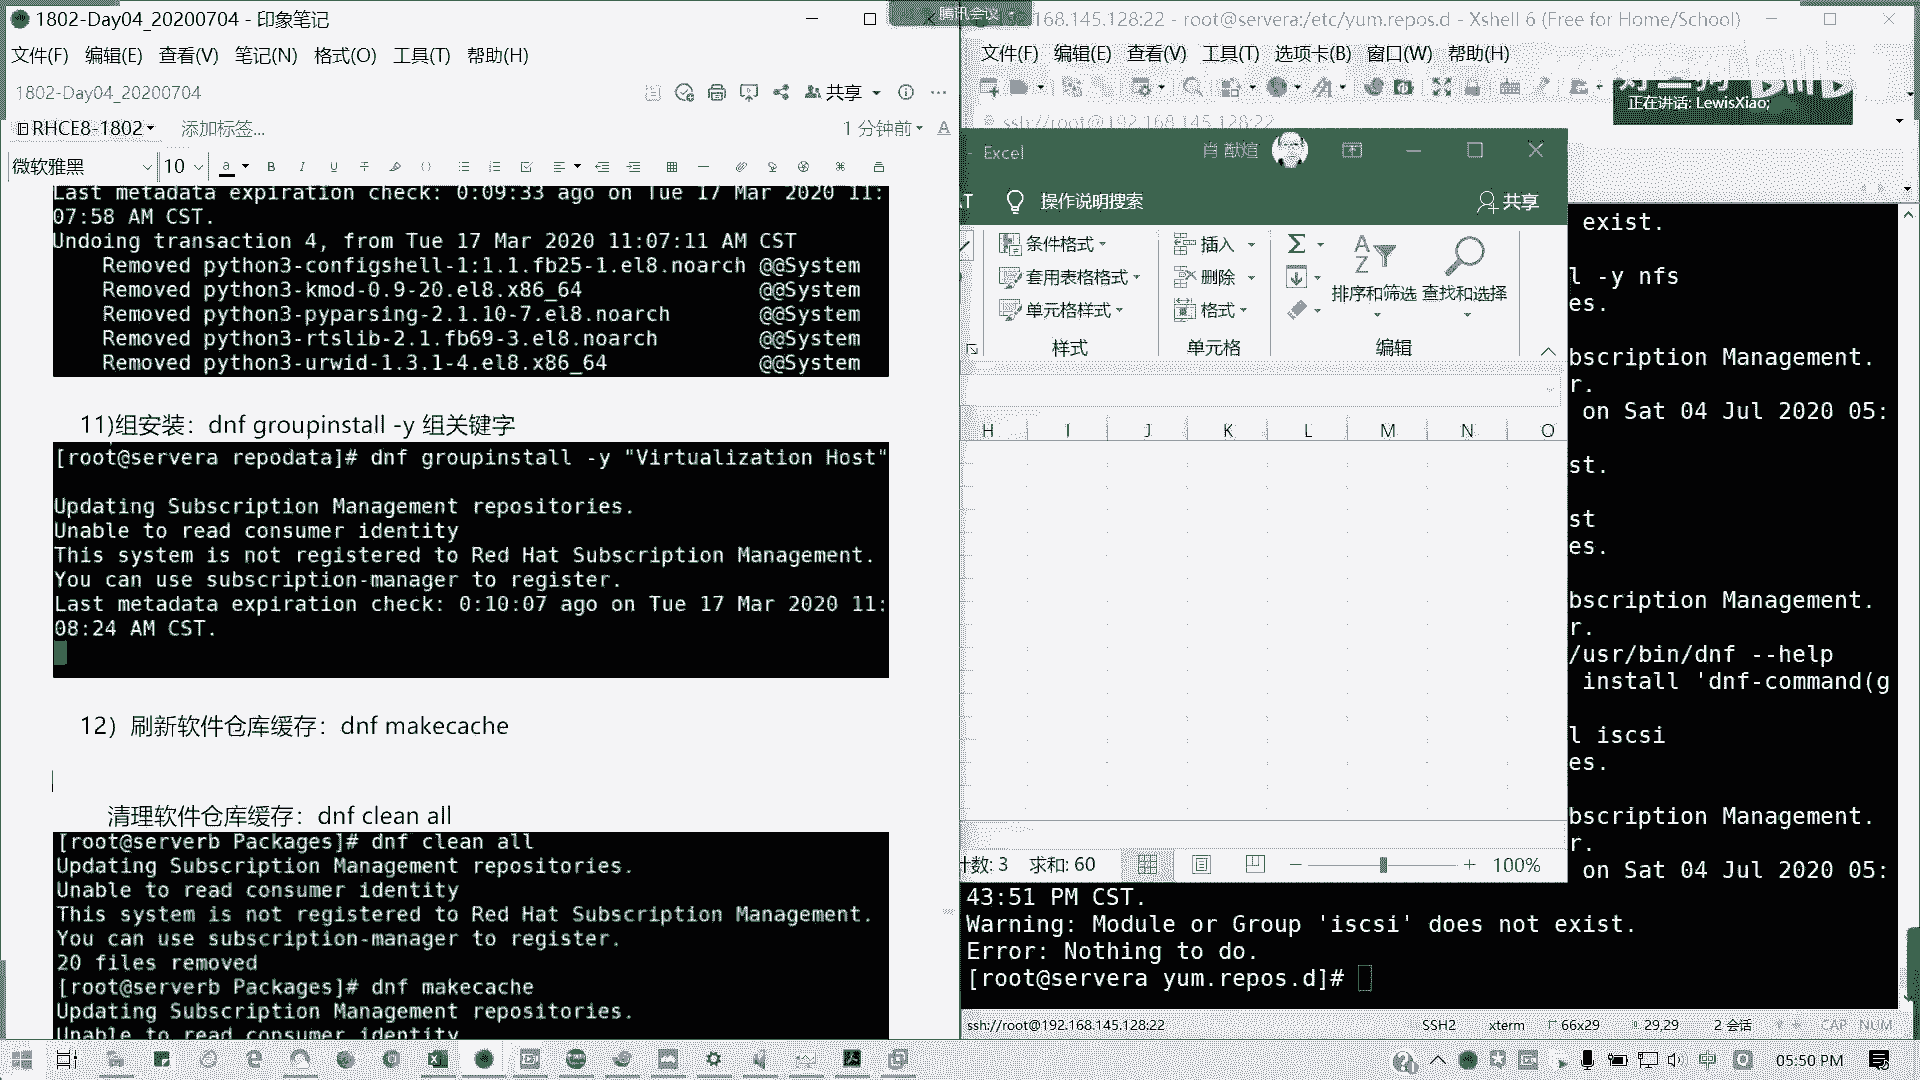 1802-Day04_20200704 - 印象笔记
文件(F) 编辑(E) 查看(V) 笔记(N) 格式(O) 工具(T) 帮助(H)
1802-Day04_20200704
共享
RHCE8-1802
添加标签...
1 分钟前
微软雅黑 10
Last metadata expiration check: 0:09:33 ago on Tue 17 Mar 2020 11:
07:58 AM CST.
Undoing transaction 4, from Tue 17 Mar 2020 11:07:11 AM CST
Removed python3-configshell-1:1.1.fb25-1.el8.noarch @@System
Removed python3-kmod-0.9-20.el8.x86_64 @@System
Removed python3-pyparsing-2.1.10-7.el8.noarch @@System
Removed python3-rtslib-2.1.fb69-3.el8.noarch @@System
Removed python3-urwid-1.3.1-4.el8.x86_64 @@System
11)组安装：dnf groupinstall -y 组关键字
[root@servera repodata]# dnf groupinstall -y "Virtualization Host"
Updating Subscription Management repositories.
Unable to read consumer identity
This system is not registered to Red Hat Subscription Management.
You can use subscription-manager to register.
Last metadata expiration check: 0:10:07 ago on Tue 17 Mar 2020 11:
08:24 AM CST.
12）刷新软件仓库缓存：dnf makecache
清理软件仓库缓存：dnf clean all
[root@serverb Packages]# dnf clean all
Updating Subscription Management repositories.
Unable to read consumer identity
This system is not registered to Red Hat Subscription Management.
You can use subscription-manager to register.
20 files removed
[root@serverb Packages]# dnf makecache
Updating Subscription Management repositories.
Unable to read consumer identity
腾讯会议
.168.145.128:22 - root@servera:/etc/yum.repos.d - Xshell 6 (Free for Home/School)
文件(F) 编辑(E) 查看(V) 工具(T) 选项卡(B) 窗口(W) 帮助(H)
正在讲话: LewisXiao;
ssh://root@192.168.145.128:22
- Excel
操作说明搜索
共享
条件格式
套用表格格式
单元格样式
样式
插入
删除
格式
单元格
排序和筛选 查找和选择
编辑
H I J K L M N O
计数: 3 求和: 60
100%
exist.
l -y nfs
es.
bscription Management.
r.
on Sat 04 Jul 2020 05:
st.
st
es.
bscription Management.
r.
/usr/bin/dnf --help
install 'dnf-command(g
l iscsi
es.
bscription Management.
r.
on Sat 04 Jul 2020 05:
43:51 PM CST.
Warning: Module or Group 'iscsi' does not exist.
Error: Nothing to do.
[root@servera yum.repos.d]#
ssh://root@192.168.145.128:22 SSH2 xterm 66x29 29,29 2 会话 CAP NUM
中
05:50 PM